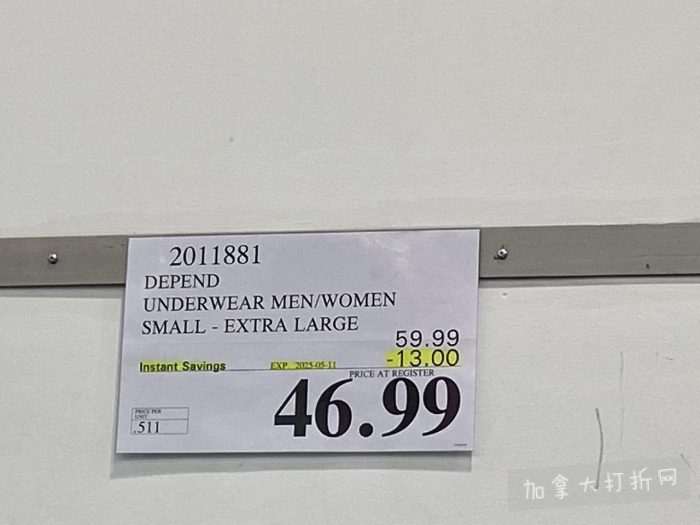 2011881
DEPEND
UNDERWEAR MEN/WOMEN
SMALL - EXTRA LARGE
59.99
Instant Savings EXP. 2025-05-11 -13.00
PRICE AT REGISTER
46.99
PRICE PER
UNIT
.511
加拿大打折网